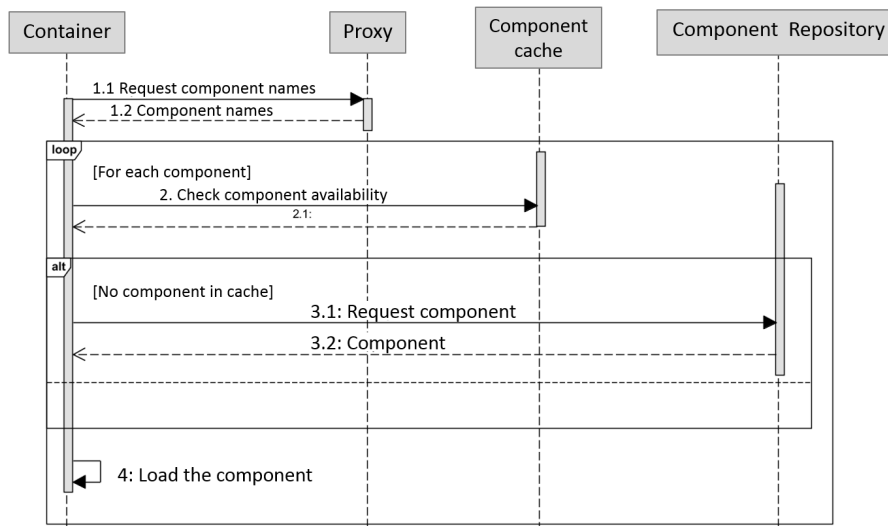 Container
Proxy
Component
cache
Component Repository
1.1 Request component names
1.2 Component names
loop
[For each component]
2. Check component availability
2.1:
alt
[No component in cache]
3.1: Request component
3.2: Component
4: Load the component